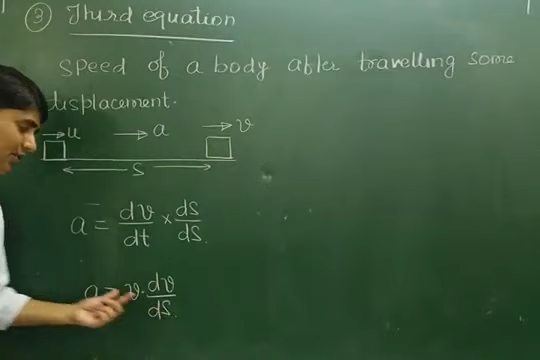 ③ Third equation
speed of a body after travelling some
displacement.
→ u → a → v
← s →
a = dv/dt × ds/ds.
a = v. dv/ds.